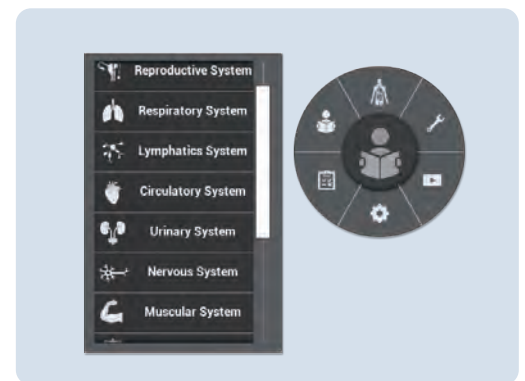 Reproductive System
Respiratory System
Lymphatics System
Circulatory System
Urinary System
Nervous System
Muscular System